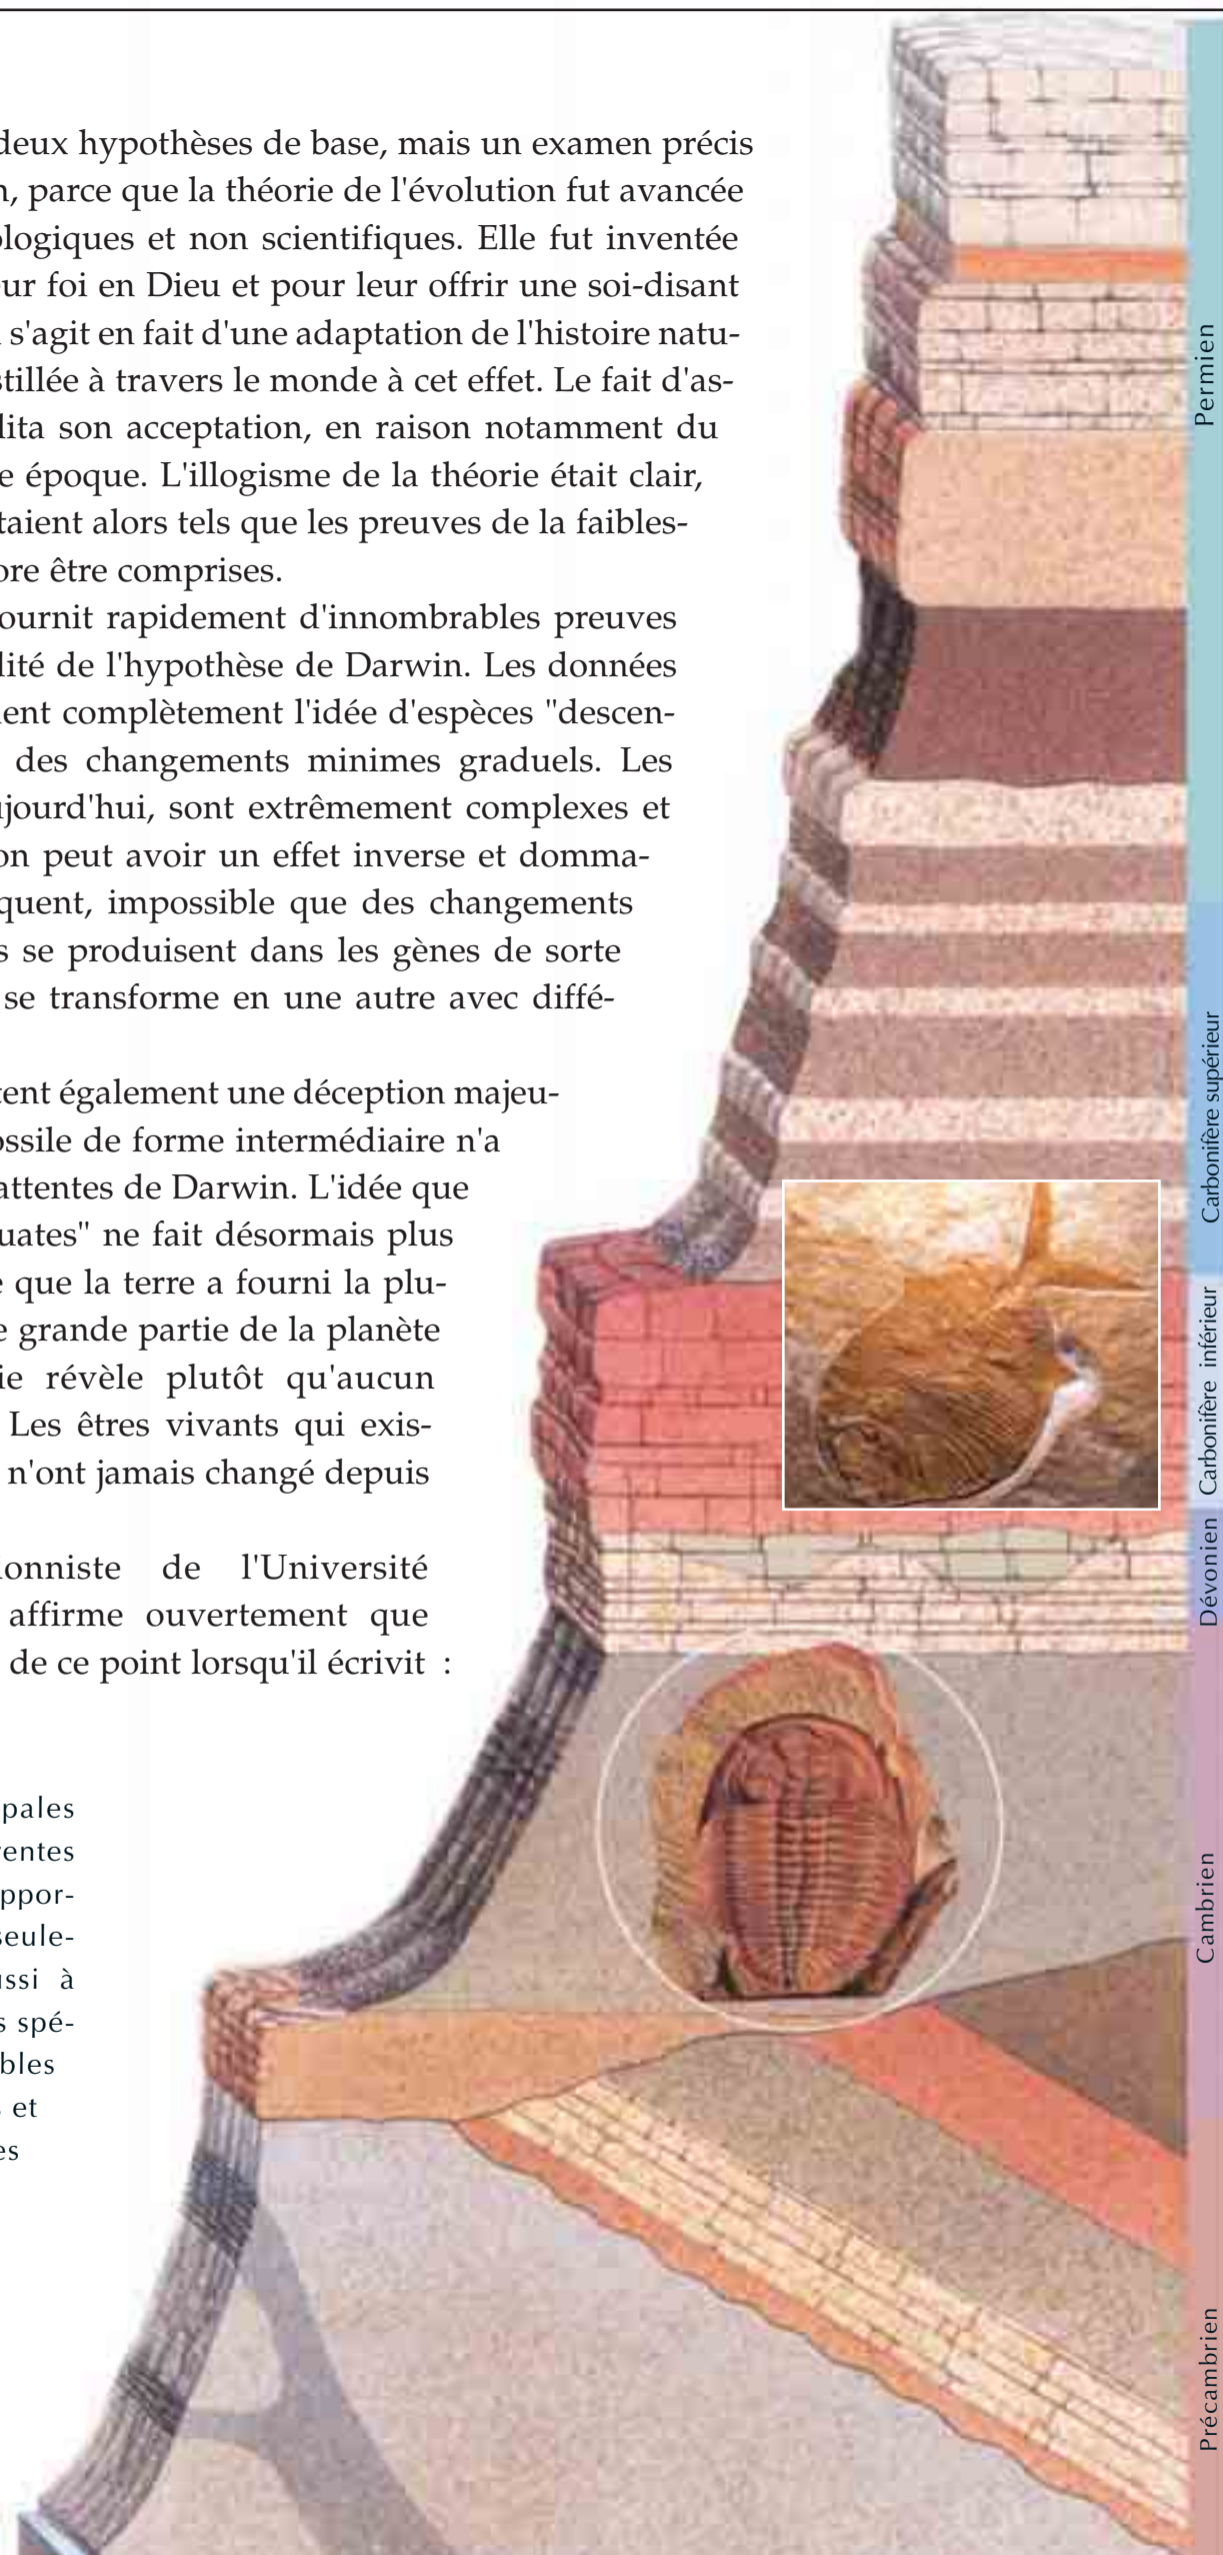 deux hypothèses de base, mais un examen précis
, parce que la théorie de l'évolution fut avancée
ologiques et non scientifiques. Elle fut inventée
ur foi en Dieu et pour leur offrir une soi-disant
s'agit en fait d'une adaptation de l'histoire natu-
stillée à travers le monde à cet effet. Le fait d'as-
lita son acceptation, en raison notamment du
e époque. L'illogisme de la théorie était clair,
taient alors tels que les preuves de la faibles-
ore être comprises.
ournit rapidement d'innombrables preuves
lité de l'hypothèse de Darwin. Les données
ent complètement l'idée d'espèces "descen-
des changements minimes graduels. Les
ujourd'hui, sont extrêmement complexes et
on peut avoir un effet inverse et domma-
quent, impossible que des changements
s se produisent dans les gènes de sorte
se transforme en une autre avec diffé-
tent également une déception majeu-
ossile de forme intermédiaire n'a
attentes de Darwin. L'idée que
uates" ne fait désormais plus
e que la terre a fourni la plu-
e grande partie de la planète
ie révèle plutôt qu'aucun
Les êtres vivants qui exis-
n'ont jamais changé depuis
ionniste de l'Université
affirme ouvertement que
de ce point lorsqu'il écrivit :
pales
entes
ppor-
seule-
ssi à
s spé-
bles
et
es
Permien
Carbonifère supérieur
Carbonifère inférieur
Dévonien
Cambrien
Précambrien